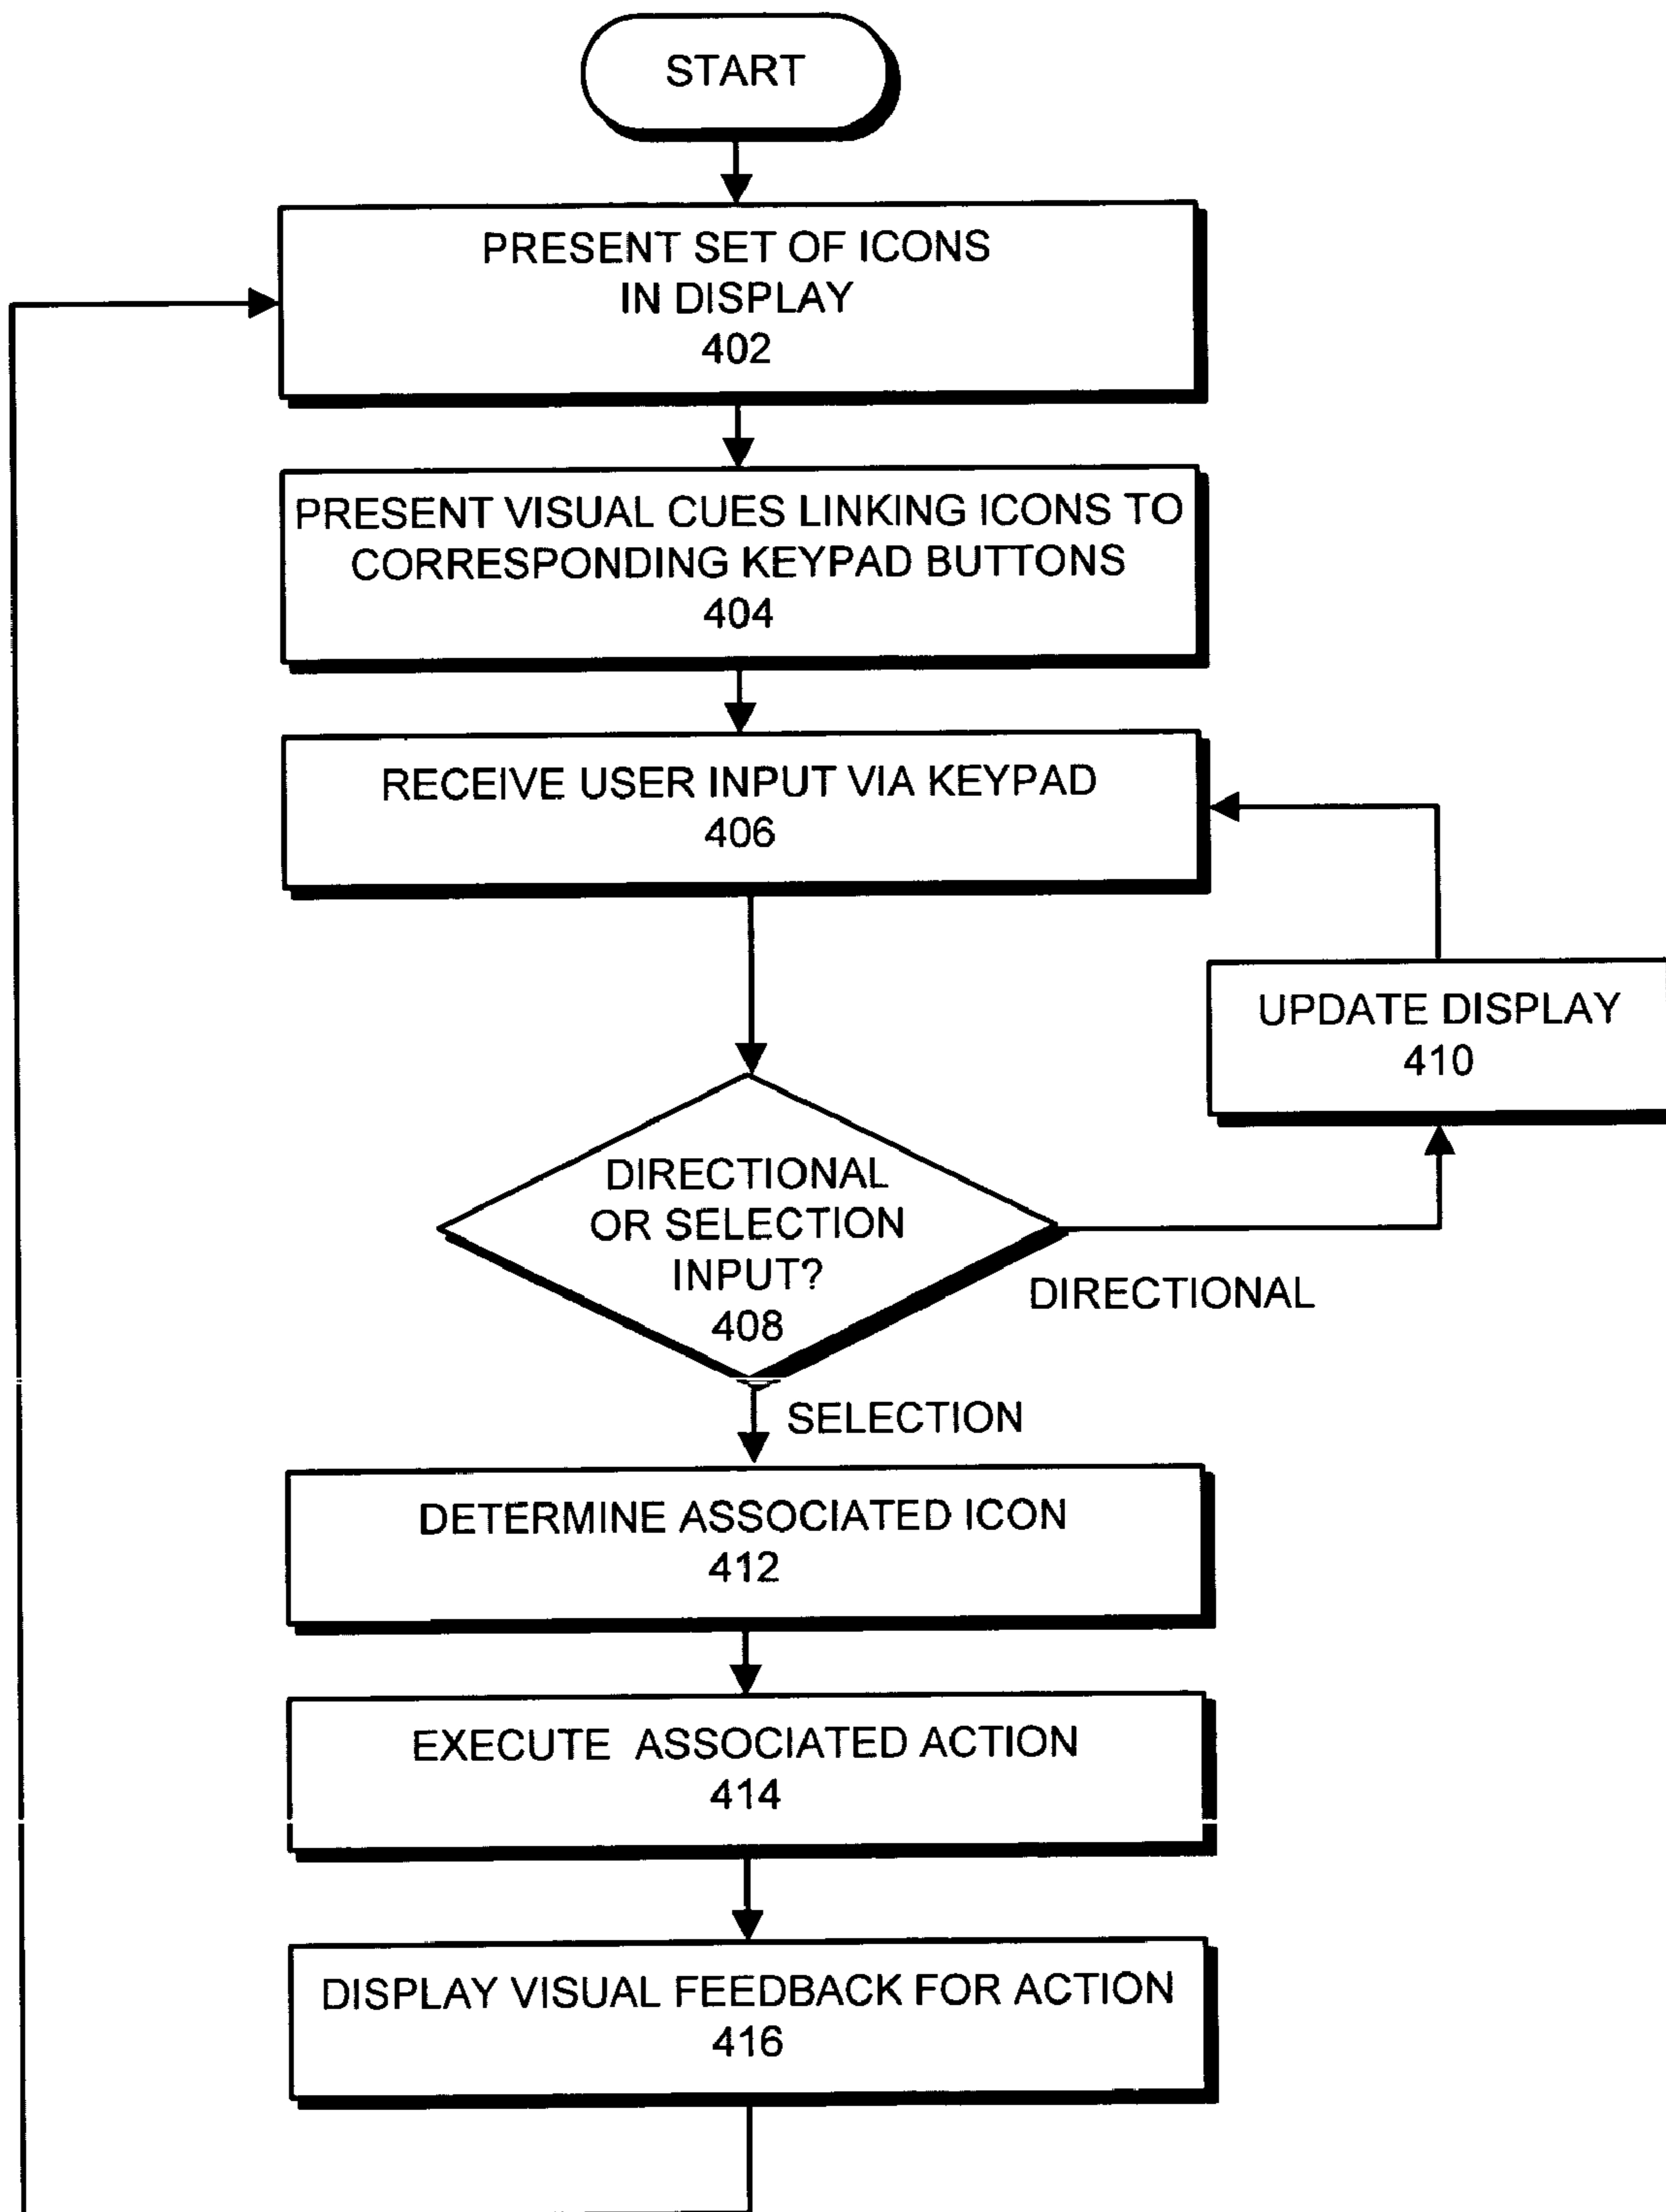 START
PRESENT SET OF ICONS
IN DISPLAY
402
PRESENT VISUAL CUES LINKING ICONS TO
CORRESPONDING KEYPAD BUTTONS
404
RECEIVE USER INPUT VIA KEYPAD
406
UPDATE DISPLAY
410
DIRECTIONAL
OR SELECTION
INPUT?
408
DIRECTIONAL
SELECTION
DETERMINE ASSOCIATED ICON
412
EXECUTE ASSOCIATED ACTION
414
DISPLAY VISUAL FEEDBACK FOR ACTION
416